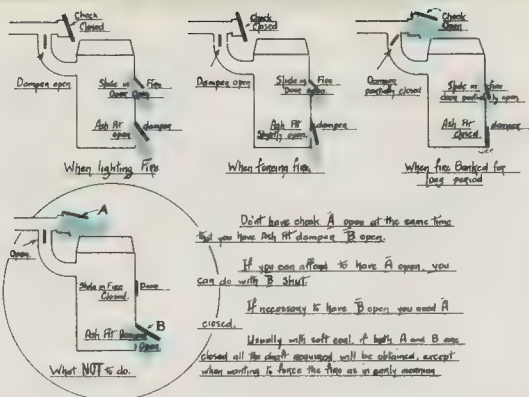 Check
Closed
Damper open
Slide in Fire
Door Open
Ash Pit damper
open
When lighting Fire
Check
Closed
Damper open
Slide in Fire
Door open
Ash Pit damper
Slightly open
When forcing fire.
Check
Open
Damper
partially closed
Slide in fire
door partially open
Ash Pit damper
closed
When fire Banked for
long period
A
Open
Slide in Fire Door
Closed.
B
Ash Pit Damper
Open
What NOT to do.
Don't have check A open at the same time
that you have Ash Pit damper B open.
If you can afford to have A open, you
can do with B shut.
If necessary to have B open you need A
closed.
Usually with soft coal, if both A and B are
closed all the draft required will be obtained, except
when wanting to force the fire as in early morning